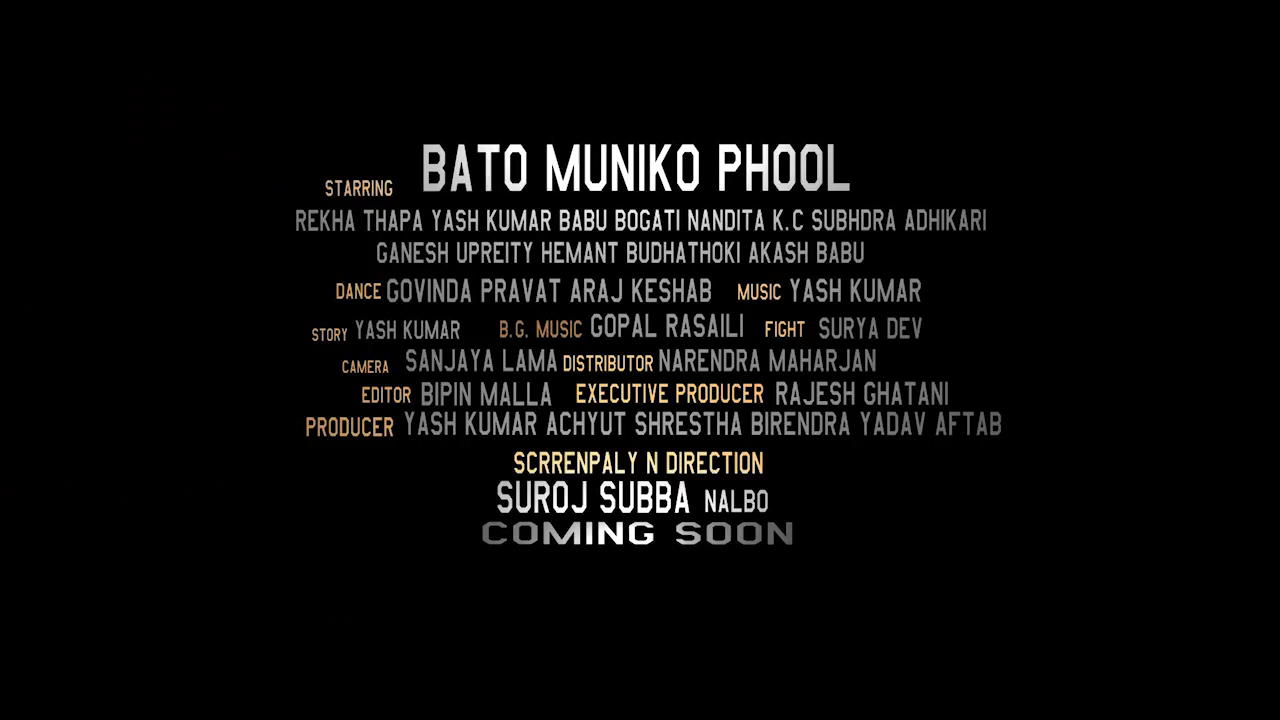 BATO MUNIKO PHOOL
STARRING
REKHA THAPA YASH KUMAR BABU BOGATI NANDITA K.C SUBHDRA ADHIKARI
GANESH UPREITY HEMANT BUDHATHOKI AKASH BABU
DANCE GOVINDA PRAVAT ARAJ KESHAB MUSIC YASH KUMAR
STORY YASH KUMAR B.G. MUSIC GOPAL RASAILI FIGHT SURYA DEV
CAMERA SANJAYA LAMA DISTRIBUTOR NARENDRA MAHARJAN
EDITOR BIPIN MALLA EXECUTIVE PRODUCER RAJESH GHATANI
PRODUCER YASH KUMAR ACHYUT SHRESTHA BIRENDRA YADAV AFTAB
SCRRENPALY N DIRECTION
SUROJ SUBBA NALBO
COMING SOON